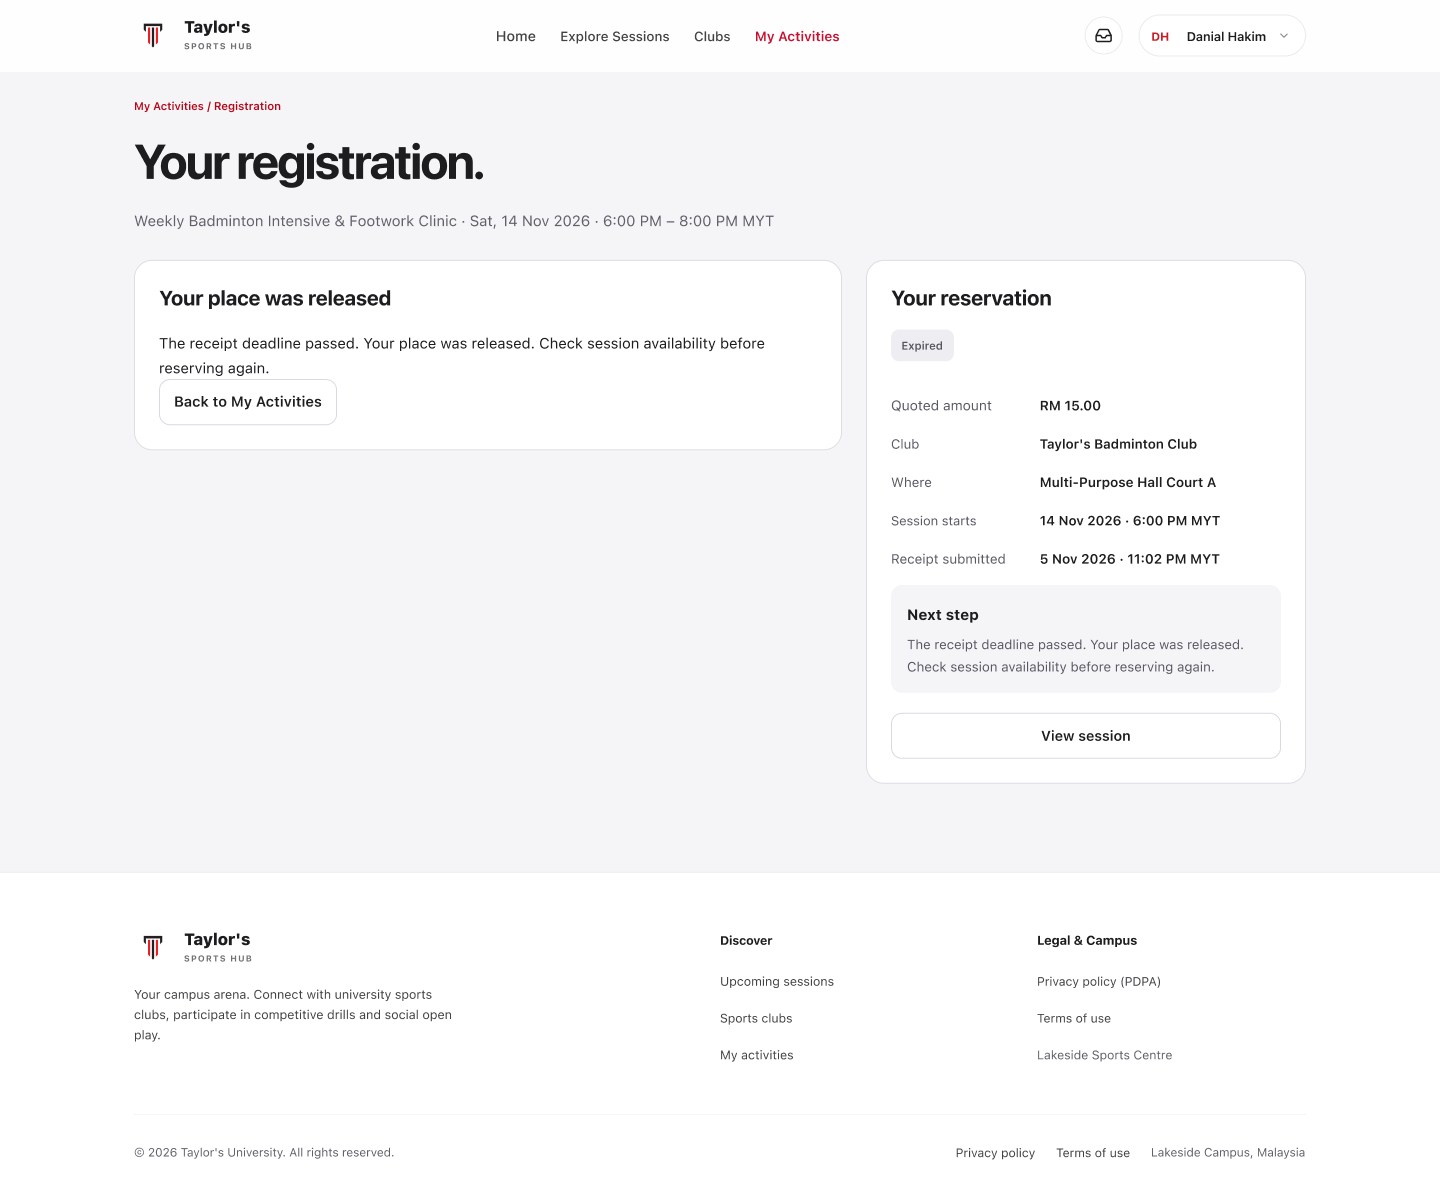 Taylor's
SPORTS HUB
Home
Explore Sessions
Clubs
My Activities
DH
Danial Hakim
My Activities / Registration
Your registration.
Weekly Badminton Intensive & Footwork Clinic · Sat, 14 Nov 2026 · 6:00 PM – 8:00 PM MYT
Your place was released
The receipt deadline passed. Your place was released. Check session availability before
reserving again.
Back to My Activities
Your reservation
Expired
Quoted amount RM 15.00
Club Taylor's Badminton Club
Where Multi-Purpose Hall Court A
Session starts 14 Nov 2026 · 6:00 PM MYT
Receipt submitted 5 Nov 2026 · 11:02 PM MYT
Next step
The receipt deadline passed. Your place was released.
Check session availability before reserving again.
View session
Taylor's
SPORTS HUB
Your campus arena. Connect with university sports
clubs, participate in competitive drills and social open
play.
Discover
Upcoming sessions
Sports clubs
My activities
Legal & Campus
Privacy policy (PDPA)
Terms of use
Lakeside Sports Centre
© 2026 Taylor's University. All rights reserved.
Privacy policy
Terms of use
Lakeside Campus, Malaysia